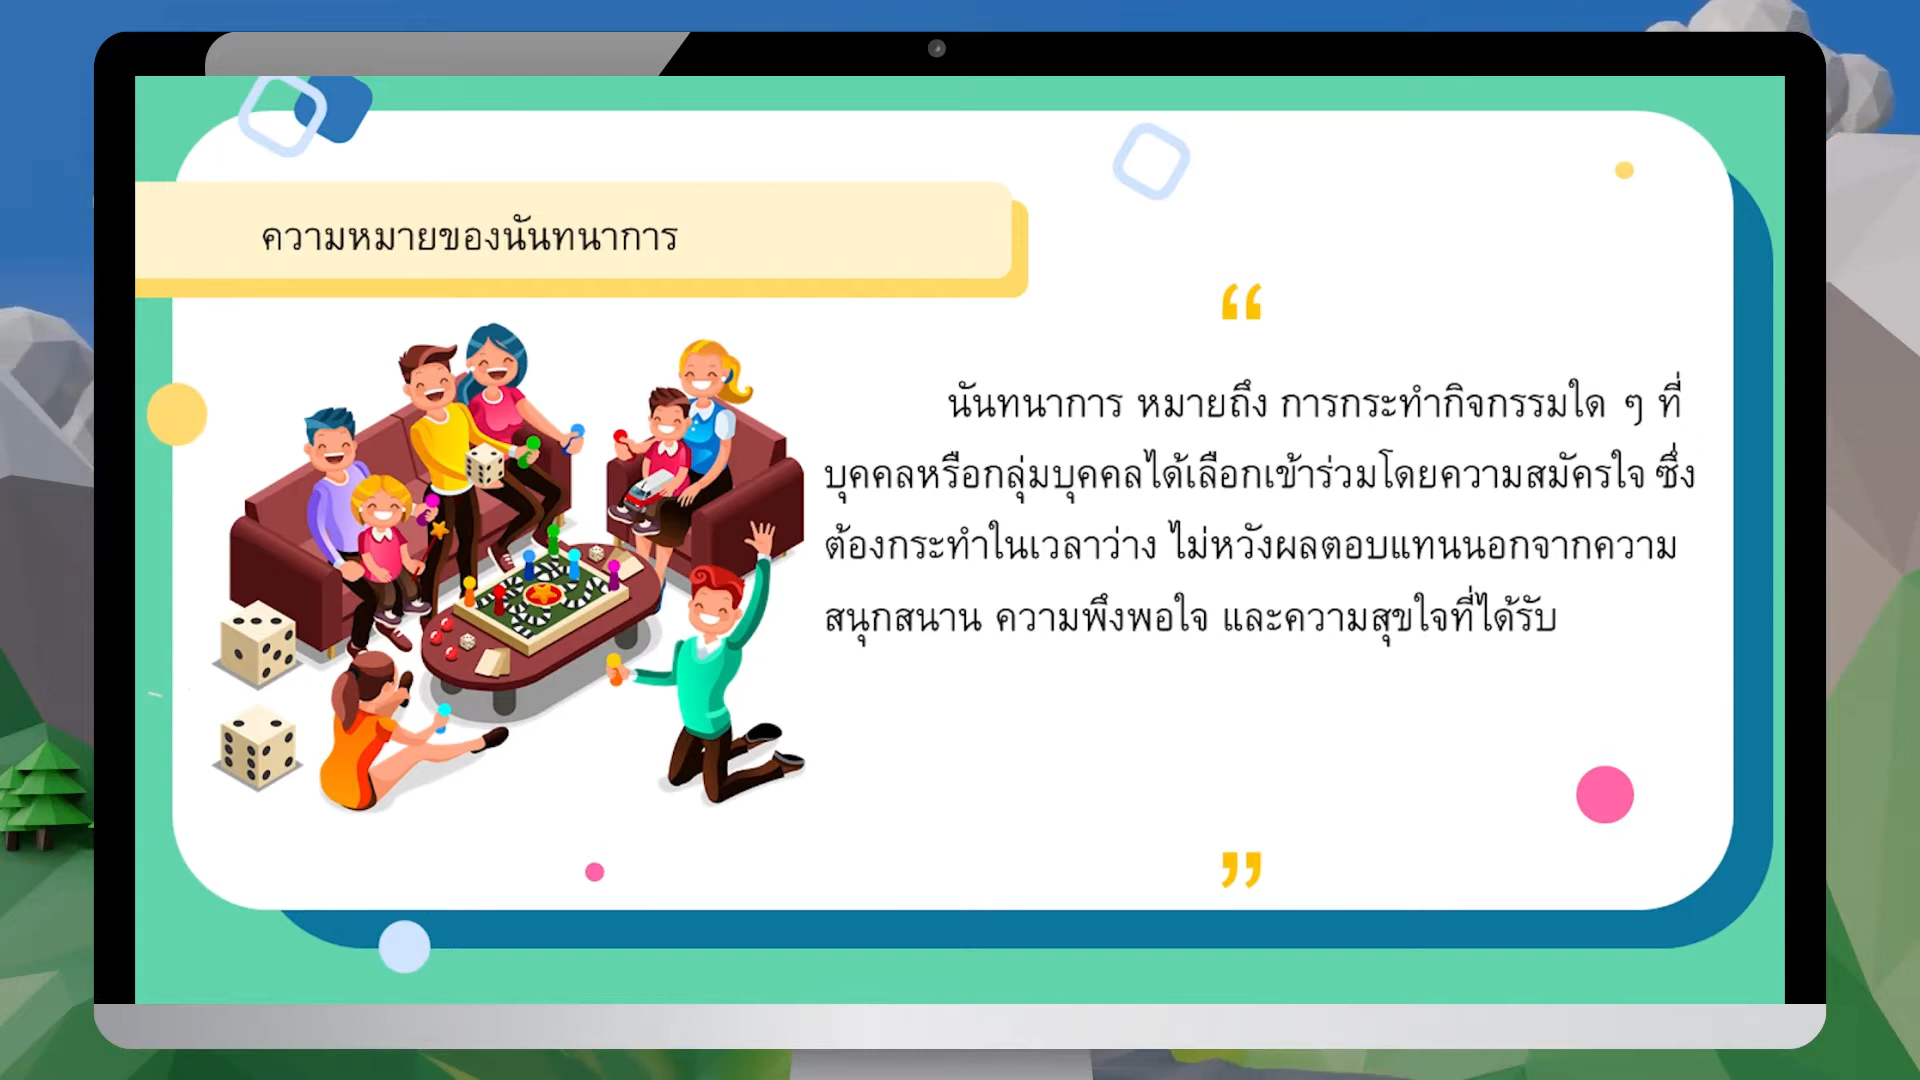 ความหมายของนันทนาการ
“
นันทนาการ หมายถึง การกระทำกิจกรรมใด ๆ ที่
บุคคลหรือกลุ่มบุคคลได้เลือกเข้าร่วมโดยความสมัครใจ ซึ่ง
ต้องกระทำในเวลาว่าง ไม่หวังผลตอบแทนนอกจากความ
สนุกสนาน ความพึงพอใจ และความสุขใจที่ได้รับ
”